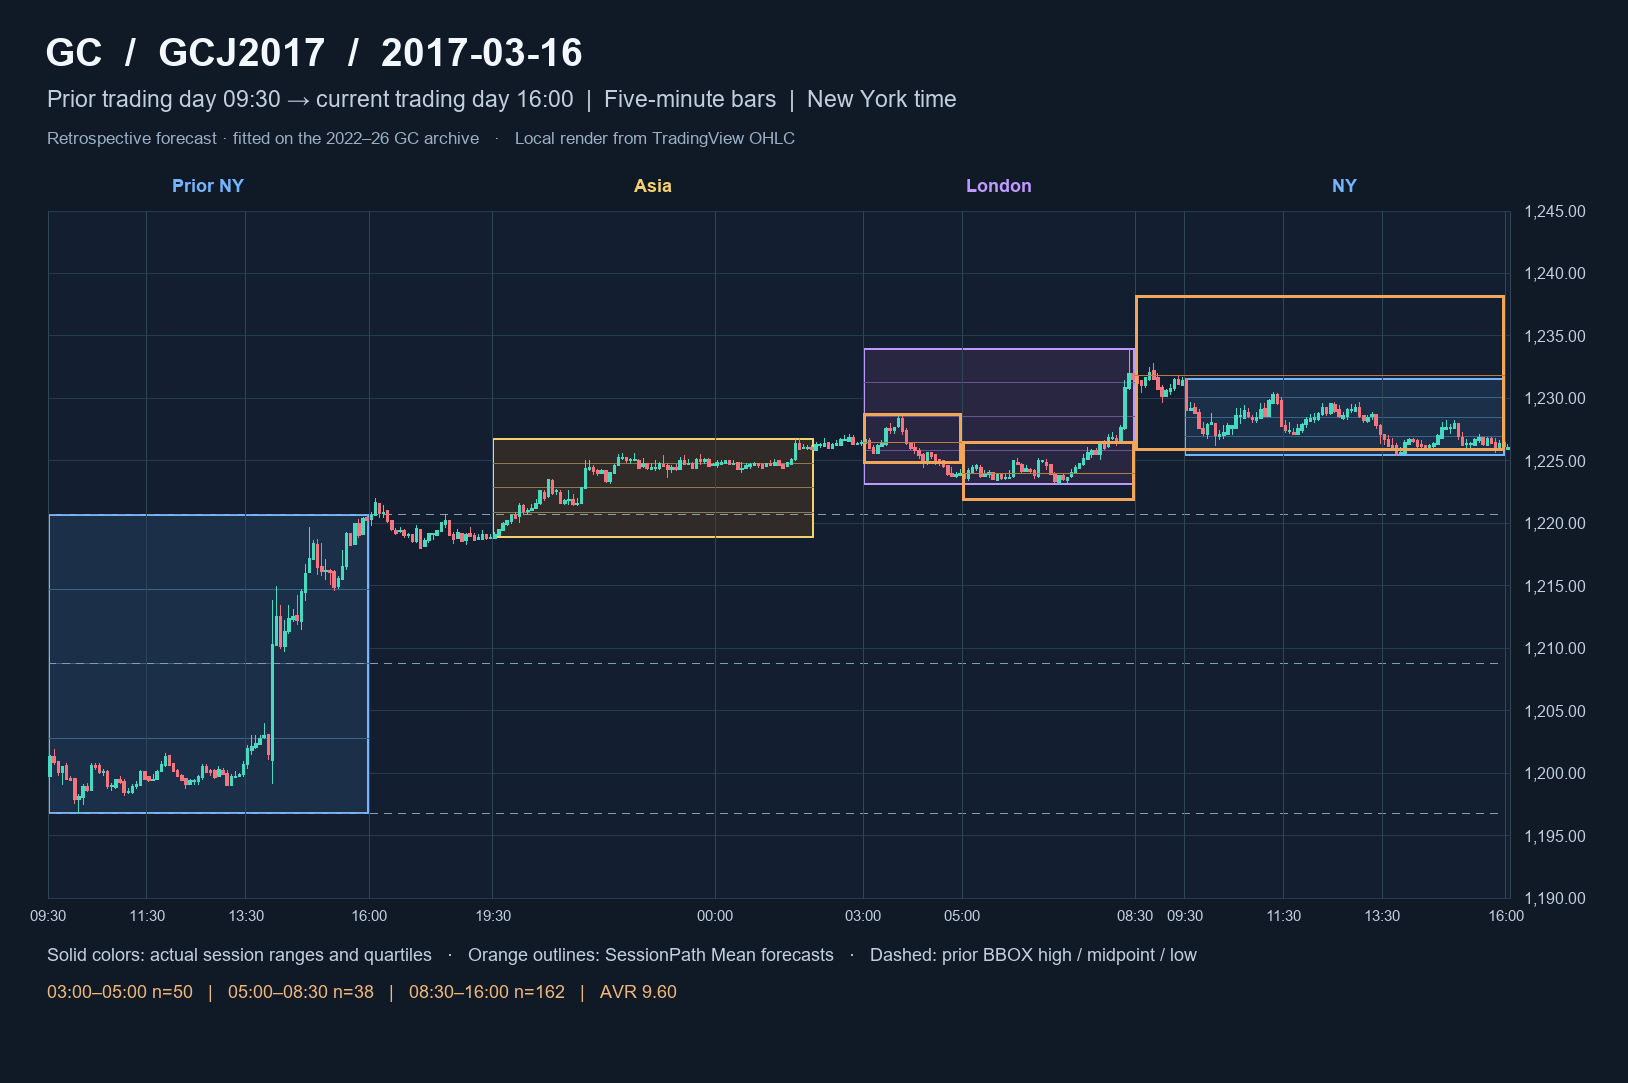 GC / GCJ2017 / 2017-03-16
Prior trading day 09:30 → current trading day 16:00 | Five-minute bars | New York time
Retrospective forecast · fitted on the 2022–26 GC archive · Local render from TradingView OHLC
Prior NY Asia London NY
1,245.00
1,240.00
1,235.00
1,230.00
1,225.00
1,220.00
1,215.00
1,210.00
1,205.00
1,200.00
1,195.00
1,190.00
09:30 11:30 13:30 16:00 19:30 00:00 03:00 05:00 08:30 09:30 11:30 13:30 16:00
Solid colors: actual session ranges and quartiles · Orange outlines: SessionPath Mean forecasts · Dashed: prior BBOX high / midpoint / low
03:00–05:00 n=50 | 05:00–08:30 n=38 | 08:30–16:00 n=162 | AVR 9.60